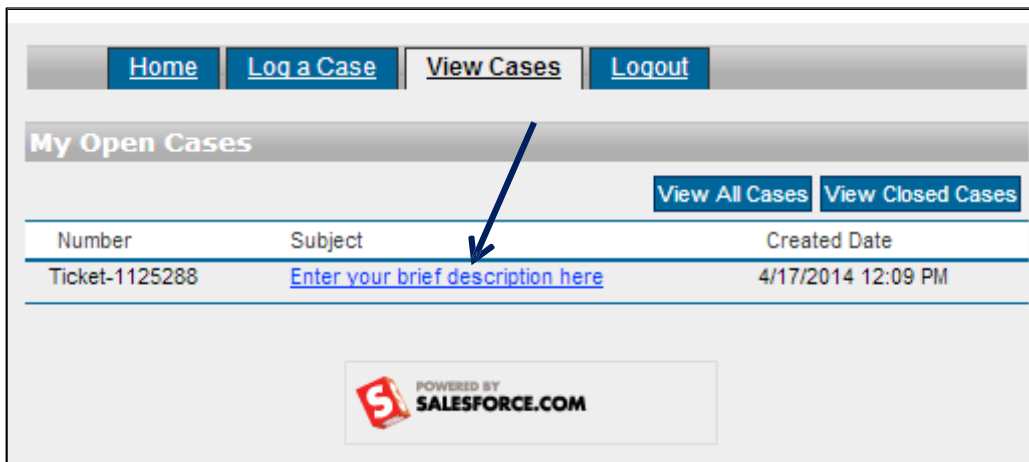 Home Log a Case View Cases Logout
My Open Cases
View All Cases View Closed Cases
Number Subject Created Date
Ticket-1125288 Enter your brief description here 4/17/2014 12:09 PM
S POWERED BY
SALESFORCE.COM